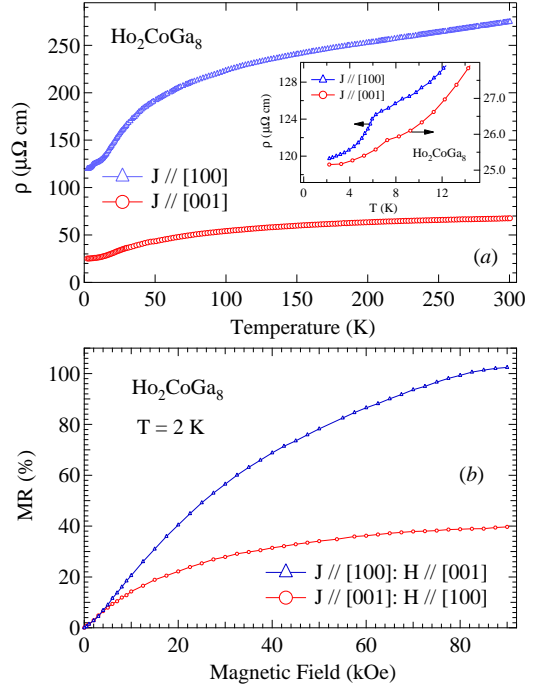 Ho₂CoGa₈
250
200
150
100
50
0
ρ (μΩ cm)
J // [100]
J // [001]
128
124
120
ρ (μΩ cm)
J // [100]
J // [001]
27.0
26.0
25.0
Ho₂CoGa₈
0 4 8 12
T (K)
(a)
50 100 150 200 250 300
Temperature (K)
100
80
60
40
20
0
MR (%)
Ho₂CoGa₈
T = 2 K
(b)
J // [100]: H // [001]
J // [001]: H // [100]
0 20 40 60 80
Magnetic Field (kOe)